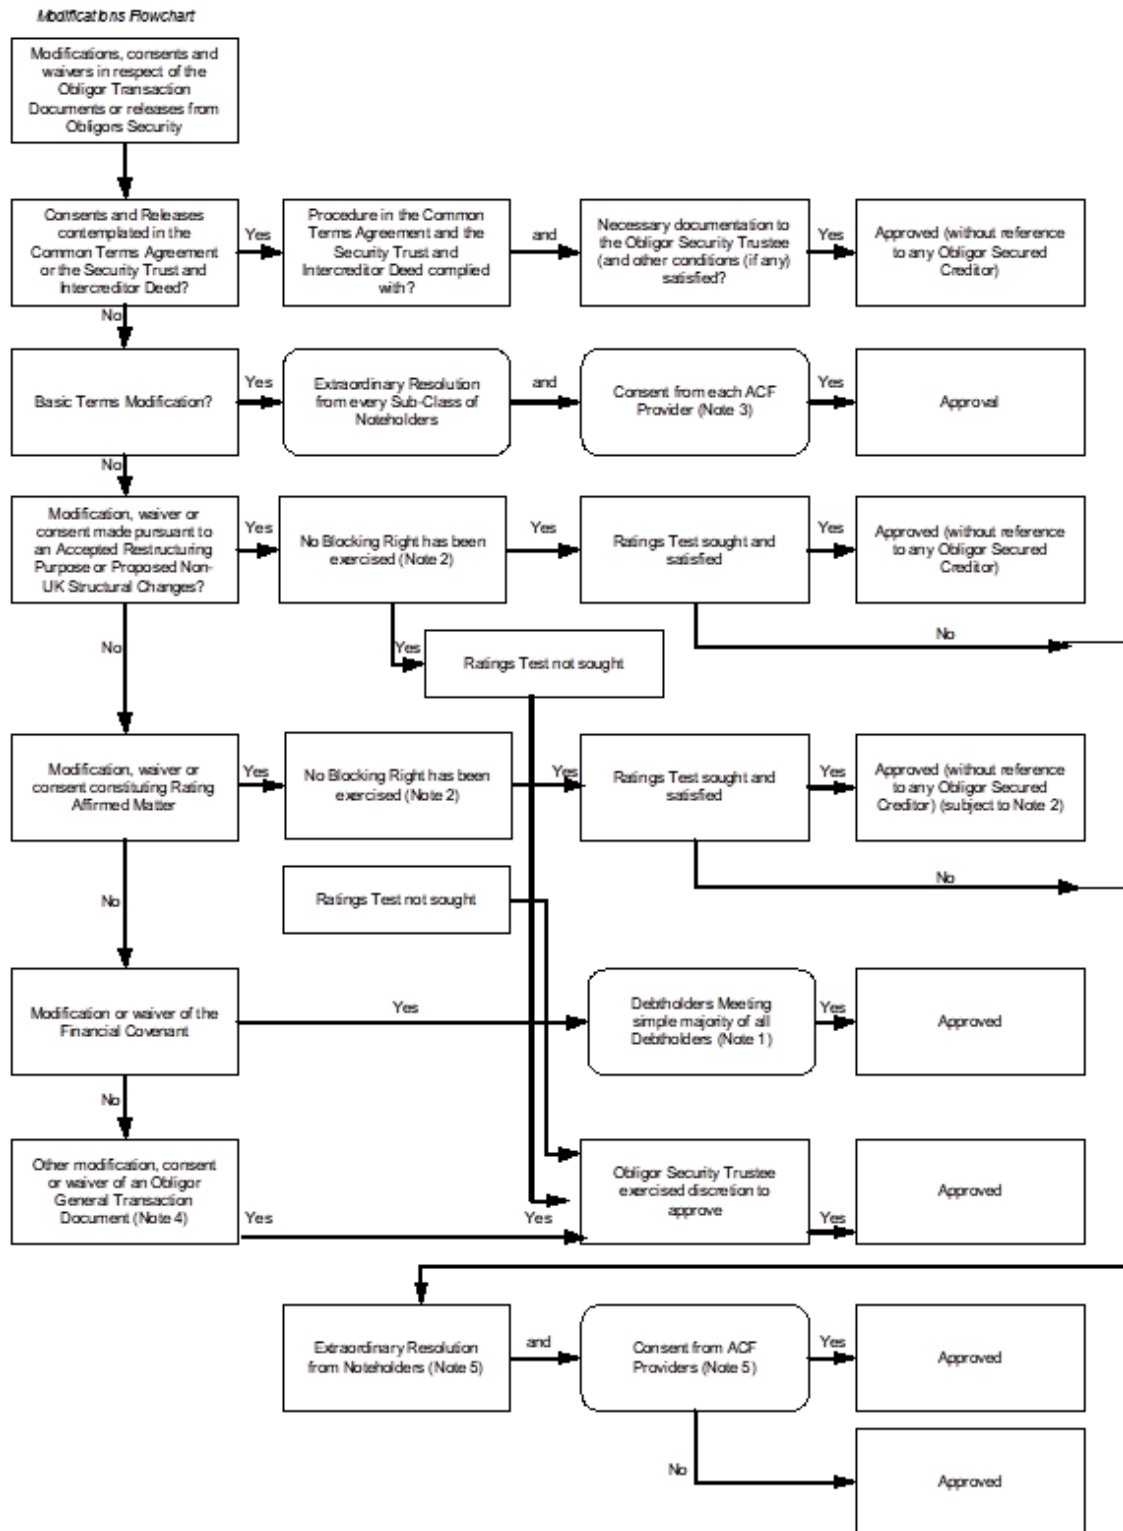 Modifications Flowchart
Modifications, consents and
waivers in respect of the
Obligor Transaction
Documents or releases from
Obligors Security
Consents and Releases
contemplated in the
Common Terms Agreement
or the Security Trust and
Intercreditor Deed?
Yes
Procedure in the Common
Terms Agreement and the
Security Trust and
Intercreditor Deed complied
with?
and
Necessary documentation to
the Obligor Security Trustee
(and other conditions (if any)
satisfied?
Yes
Approved (without reference
to any Obligor Secured
Creditor)
No
Basic Terms Modification?
Yes
Extraordinary Resolution
from every Sub-Class of
Noteholders
and
Consent from each ACF
Provider (Note 3)
Yes
Approval
No
Modification, waiver or
consent made pursuant to
an Accepted Restructuring
Purpose or Proposed Non-
UK Structural Changes?
Yes
No Blocking Right has been
exercised (Note 2)
Yes
Ratings Test sought and
satisfied
Yes
Approved (without reference
to any Obligor Secured
Creditor)
No
No
Yes
Ratings Test not sought
Modification, waiver or
consent constituting Rating
Affirmed Matter
Yes
No Blocking Right has been
exercised (Note 2)
Yes
Ratings Test sought and
satisfied
Yes
Approved (without reference
to any Obligor Secured
Creditor) (subject to Note 2)
No
No
Ratings Test not sought
Modification or waiver of the
Financial Covenant
Yes
Debtholders Meeting
simple majority of all
Debtholders (Note 1)
Yes
Approved
No
Other modification, consent
or waiver of an Obligor
General Transaction
Document (Note 4)
Yes
Yes
Obligor Security Trustee
exercised discretion to
approve
Yes
Approved
Extraordinary Resolution
from Noteholders (Note 5)
and
Consent from ACF
Providers (Note 5)
Yes
Approved
No
Approved